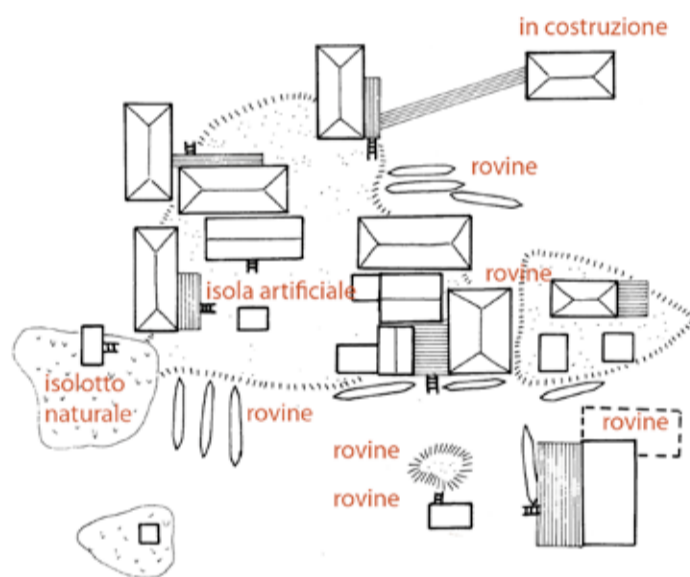 in costruzione
rovine
rovine
isola artificiale
isolotto
naturale
rovine
rovine
rovine
rovine